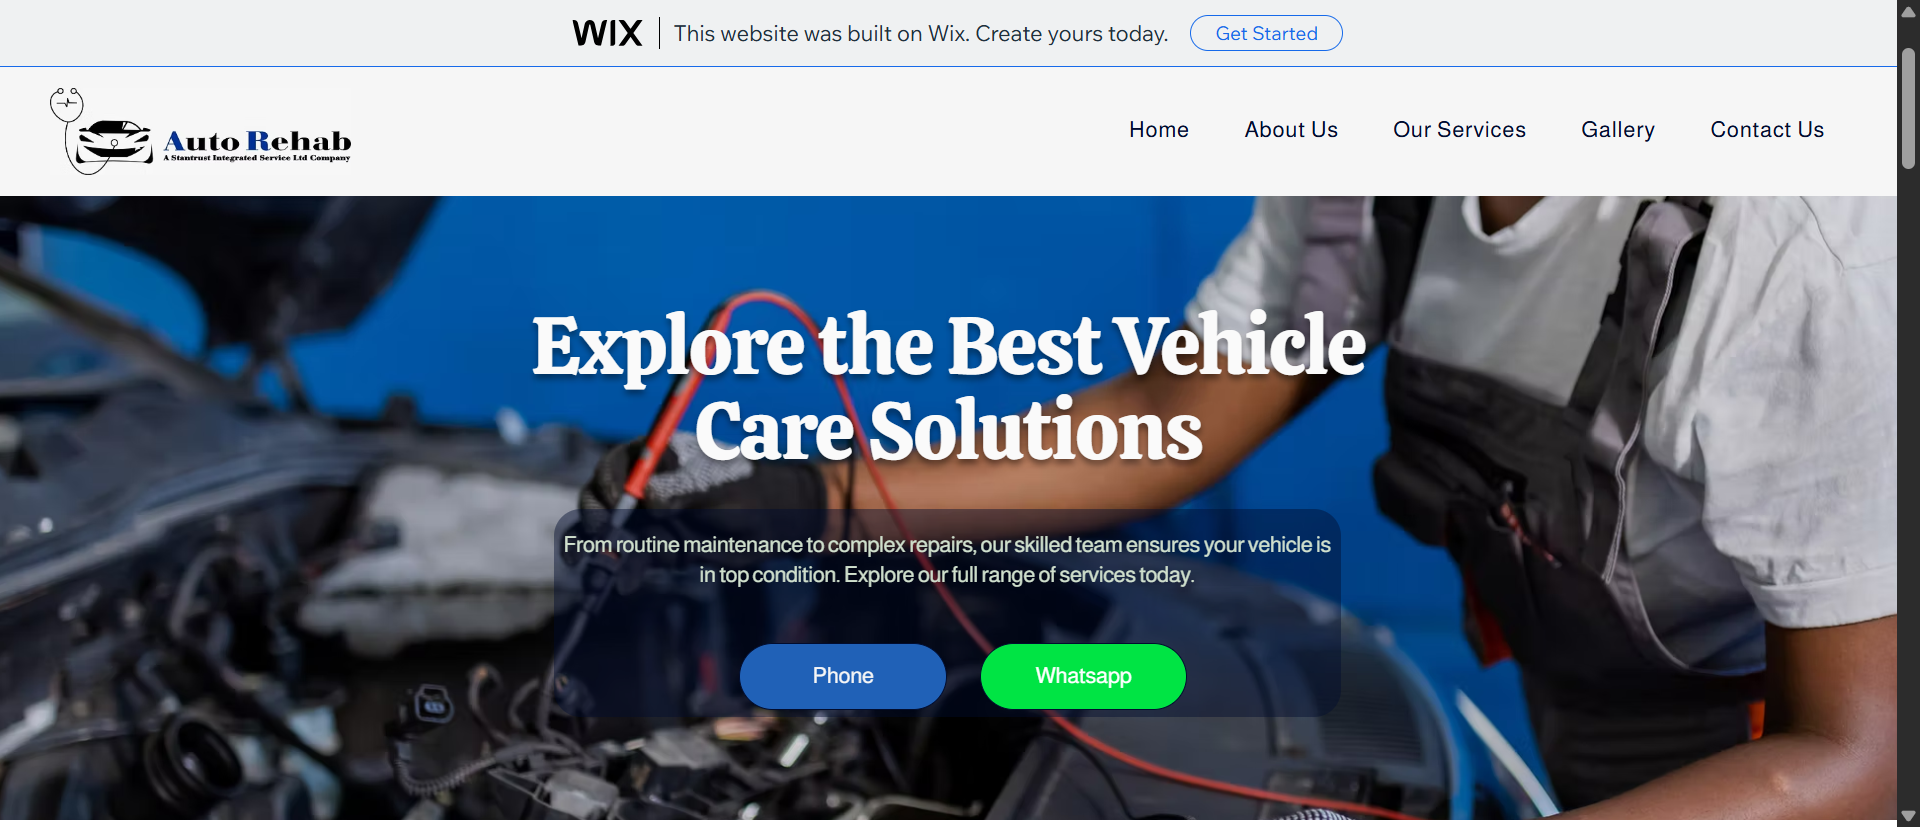 WIX
This website was built on Wix. Create yours today.
Get Started
Auto Rehab
A Stantrust Integrated Service Ltd Company
Home
About Us
Our Services
Gallery
Contact Us
Explore the Best Vehicle
Care Solutions
From routine maintenance to complex repairs, our skilled team ensures your vehicle is
in top condition. Explore our full range of services today.
Phone
Whatsapp